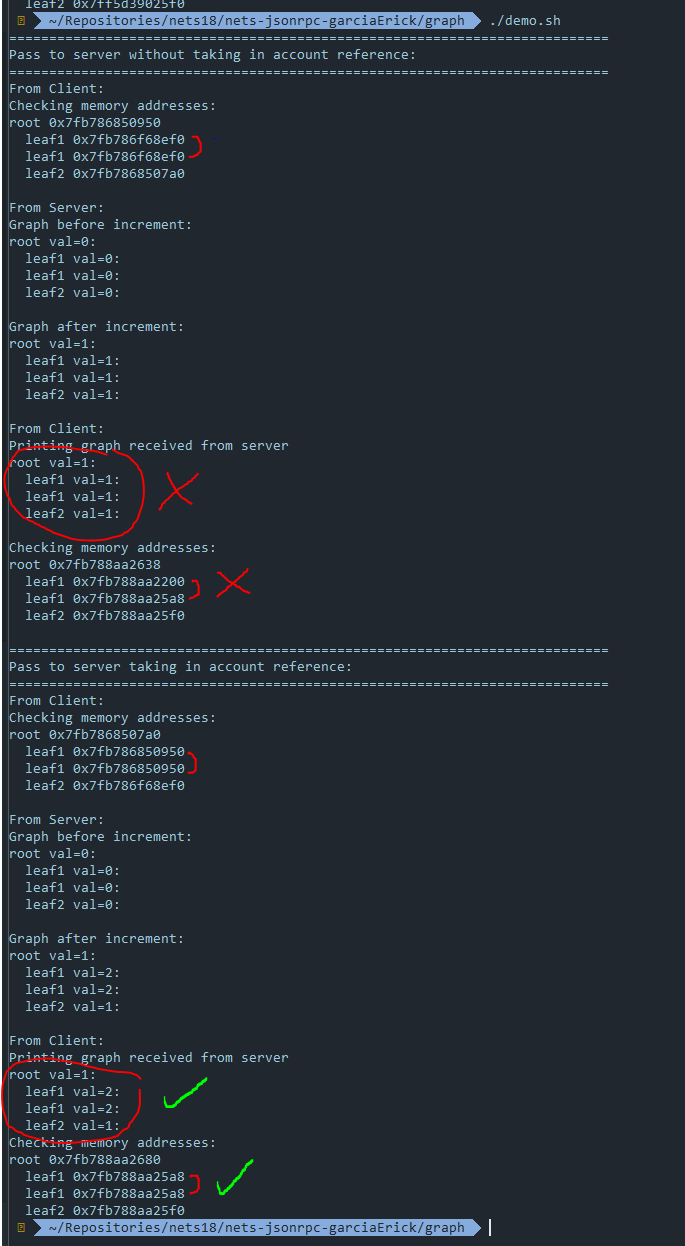 leaf2 0x7ff5d39025f0
~/Repositories/nets18/nets-jsonrpc-garciaErick/graph ./demo.sh
===========================================================================
Pass to server without taking in account reference:
===========================================================================
From Client:
Checking memory addresses:
root 0x7fb786850950
  leaf1 0x7fb786f68ef0
  leaf1 0x7fb786f68ef0
  leaf2 0x7fb7868507a0

From Server:
Graph before increment:
root val=0:
  leaf1 val=0:
  leaf1 val=0:
  leaf2 val=0:

Graph after increment:
root val=1:
  leaf1 val=1:
  leaf1 val=1:
  leaf2 val=1:

From Client:
Printing graph received from server
root val=1:
  leaf1 val=1:
  leaf1 val=1:
  leaf2 val=1:

Checking memory addresses:
root 0x7fb788aa2638
  leaf1 0x7fb788aa2200
  leaf1 0x7fb788aa25a8
  leaf2 0x7fb788aa25f0

===========================================================================
Pass to server taking in account reference:
===========================================================================
From Client:
Checking memory addresses:
root 0x7fb7868507a0
  leaf1 0x7fb786850950
  leaf1 0x7fb786850950
  leaf2 0x7fb786f68ef0

From Server:
Graph before increment:
root val=0:
  leaf1 val=0:
  leaf1 val=0:
  leaf2 val=0:

Graph after increment:
root val=1:
  leaf1 val=2:
  leaf1 val=2:
  leaf2 val=1:

From Client:
Printing graph received from server
root val=1:
  leaf1 val=2:
  leaf1 val=2:
  leaf2 val=1:
Checking memory addresses:
root 0x7fb788aa2680
  leaf1 0x7fb788aa25a8
  leaf1 0x7fb788aa25a8
  leaf2 0x7fb788aa25f0
~/Repositories/nets18/nets-jsonrpc-garciaErick/graph